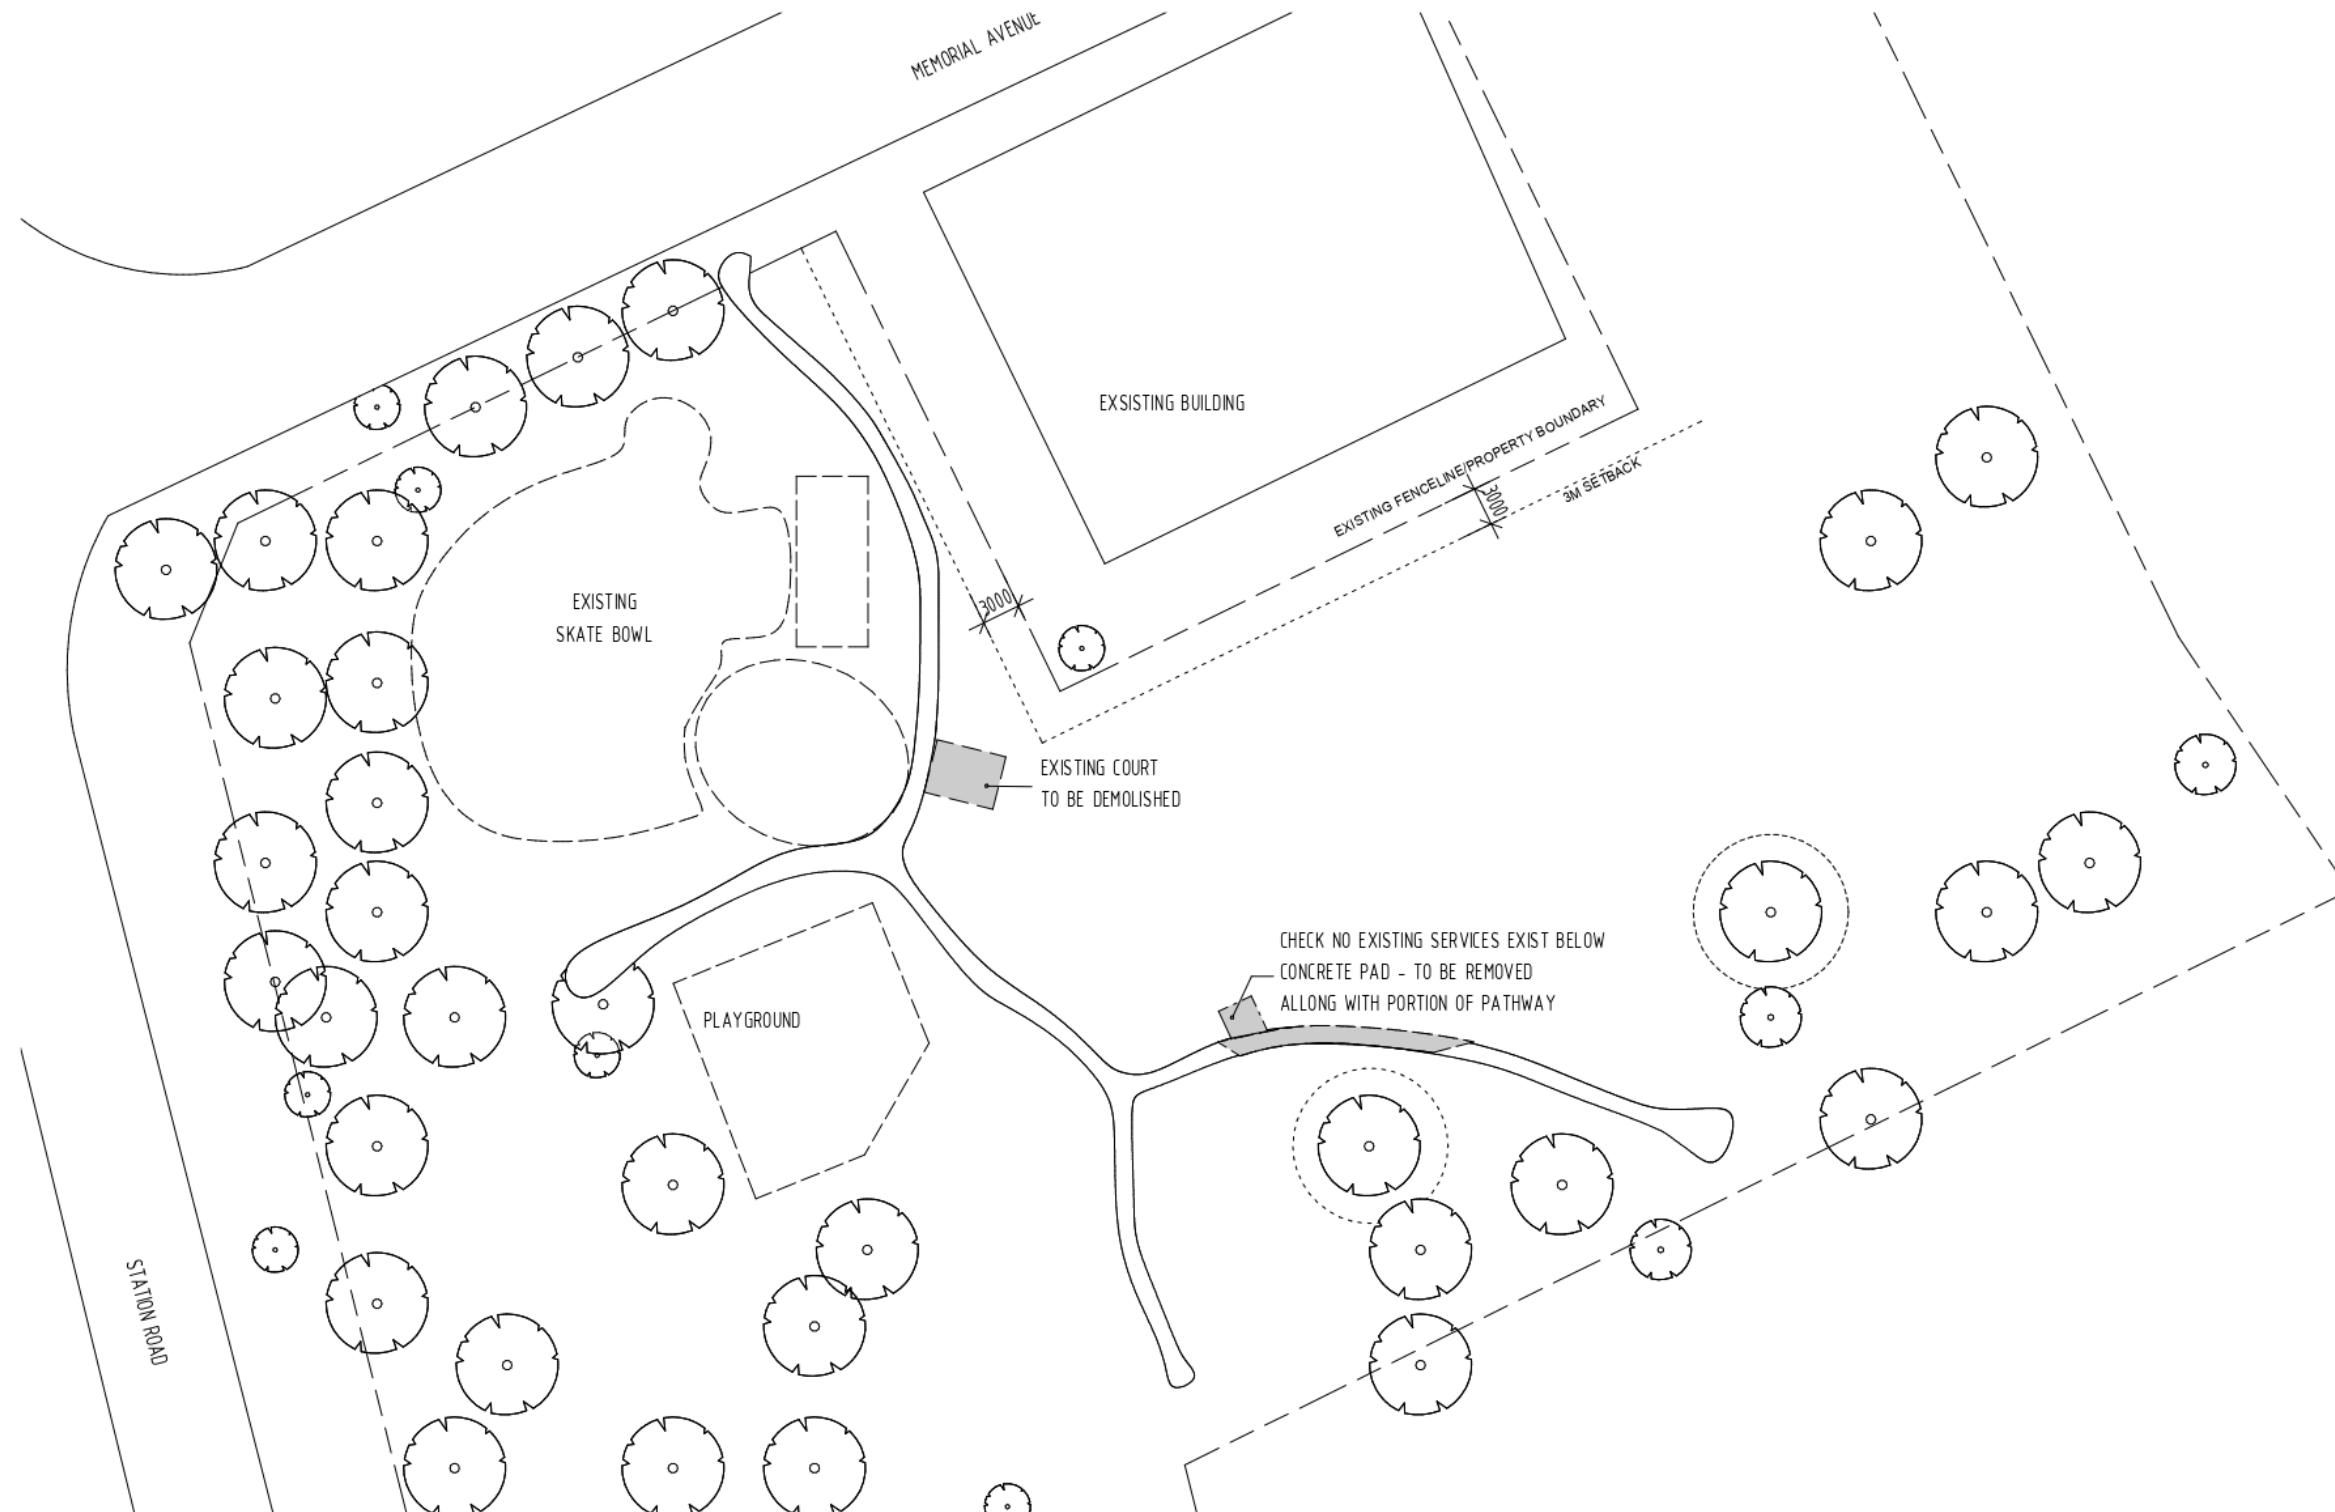 MEMORIAL AVENUE
EXSISTING BUILDING
EXISTING FENCELINE/PROPERTY BOUNDARY
3M SETBACK
3000
3000
EXISTING
SKATE BOWL
EXISTING COURT
TO BE DEMOLISHED
CHECK NO EXISTING SERVICES EXIST BELOW
CONCRETE PAD - TO BE REMOVED
ALLONG WITH PORTION OF PATHWAY
PLAYGROUND
STATION ROAD